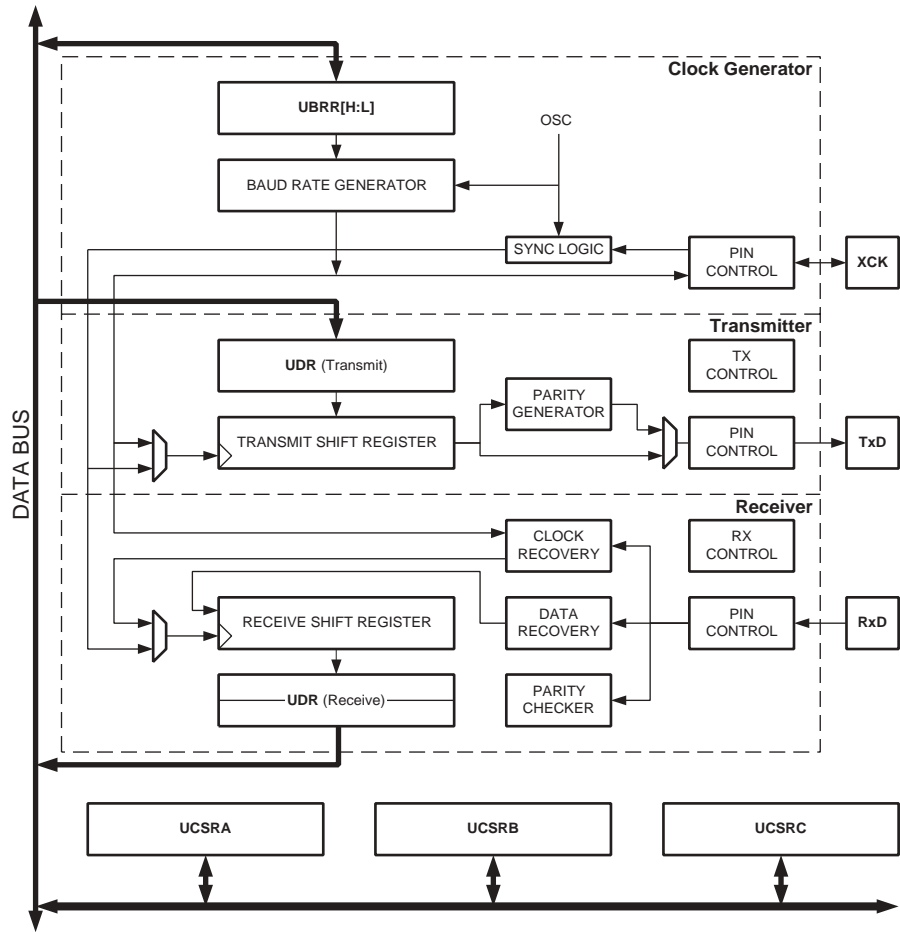 Clock Generator
UBRR[H:L]
OSC
BAUD RATE GENERATOR
SYNC LOGIC
PIN
CONTROL
XCK
Transmitter
UDR (Transmit)
TX
CONTROL
PARITY
GENERATOR
TRANSMIT SHIFT REGISTER
PIN
CONTROL
TxD
DATA BUS
Receiver
CLOCK
RECOVERY
RX
CONTROL
RECEIVE SHIFT REGISTER
DATA
RECOVERY
PIN
CONTROL
RxD
UDR (Receive)
PARITY
CHECKER
UCSRA
UCSRB
UCSRC